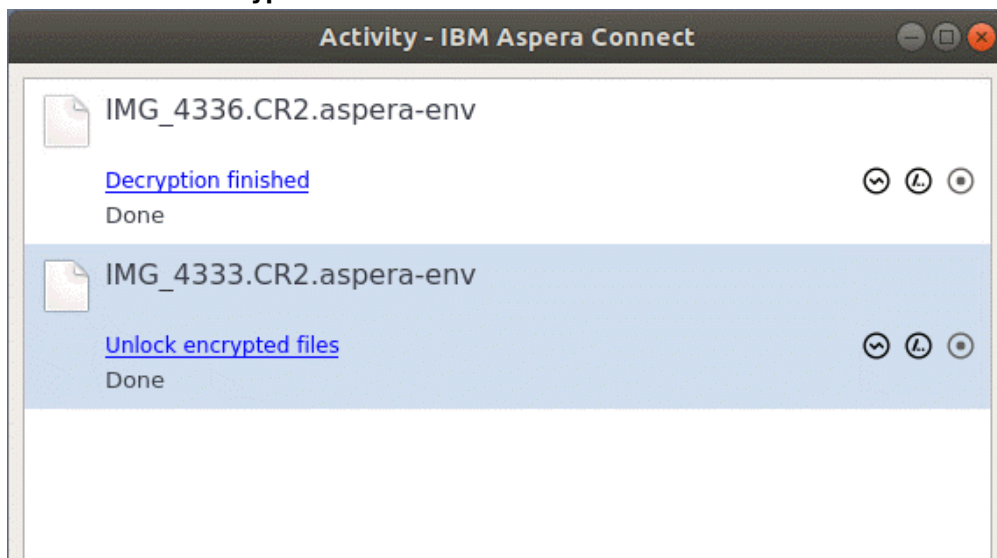 Activity - IBM Aspera Connect
IMG_4336.CR2.aspera-env
Decryption finished
Done
IMG_4333.CR2.aspera-env
Unlock encrypted files
Done